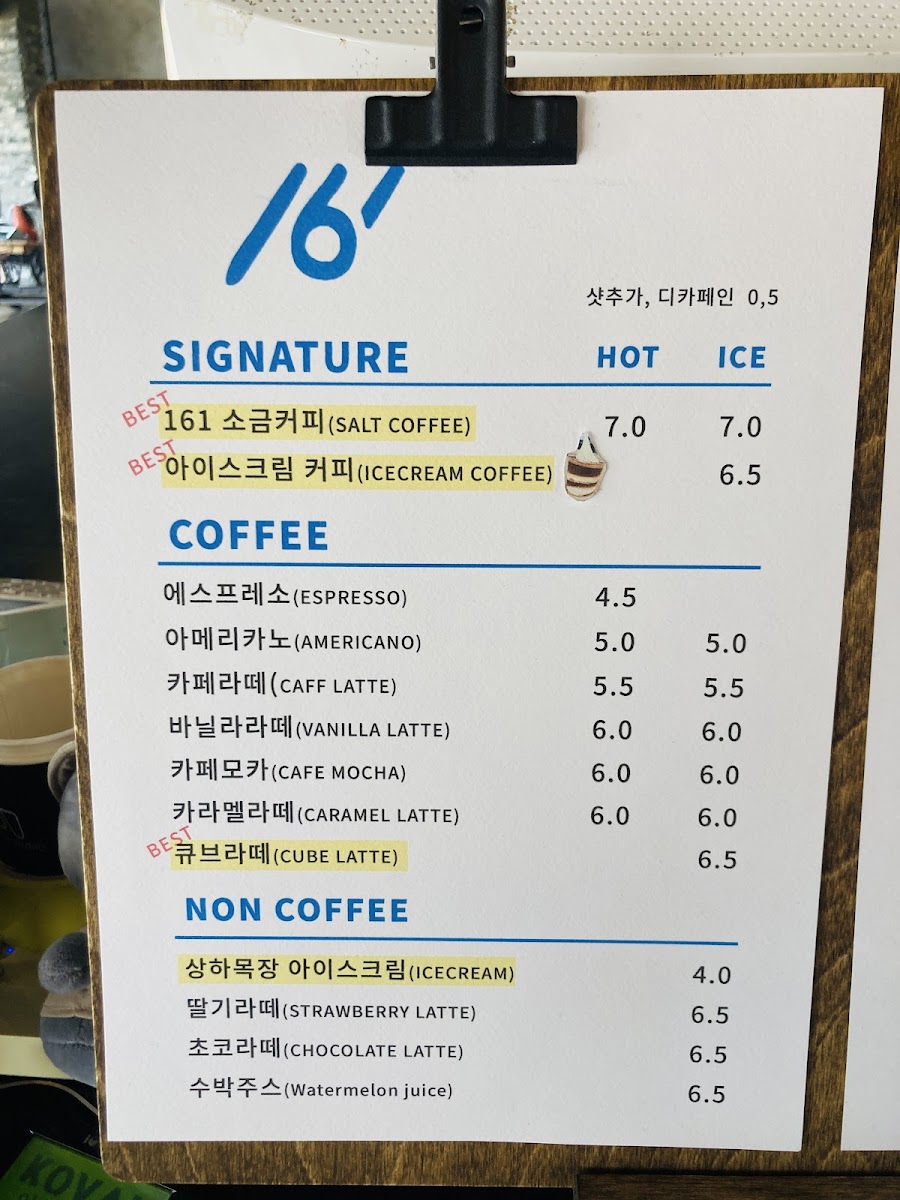 161
샷추가, 디카페인 0,5
SIGNATURE HOT ICE
BEST 161 소금커피(SALT COFFEE) 7.0 7.0
BEST 아이스크림 커피(ICECREAM COFFEE) 6.5
COFFEE
에스프레소(ESPRESSO) 4.5
아메리카노(AMERICANO) 5.0 5.0
카페라떼(CAFF LATTE) 5.5 5.5
바닐라라떼(VANILLA LATTE) 6.0 6.0
카페모카(CAFE MOCHA) 6.0 6.0
카라멜라떼(CARAMEL LATTE) 6.0 6.0
BEST 큐브라떼(CUBE LATTE) 6.5
NON COFFEE
상하목장 아이스크림(ICECREAM) 4.0
딸기라떼(STRAWBERRY LATTE) 6.5
초코라떼(CHOCOLATE LATTE) 6.5
수박주스(Watermelon juice) 6.5